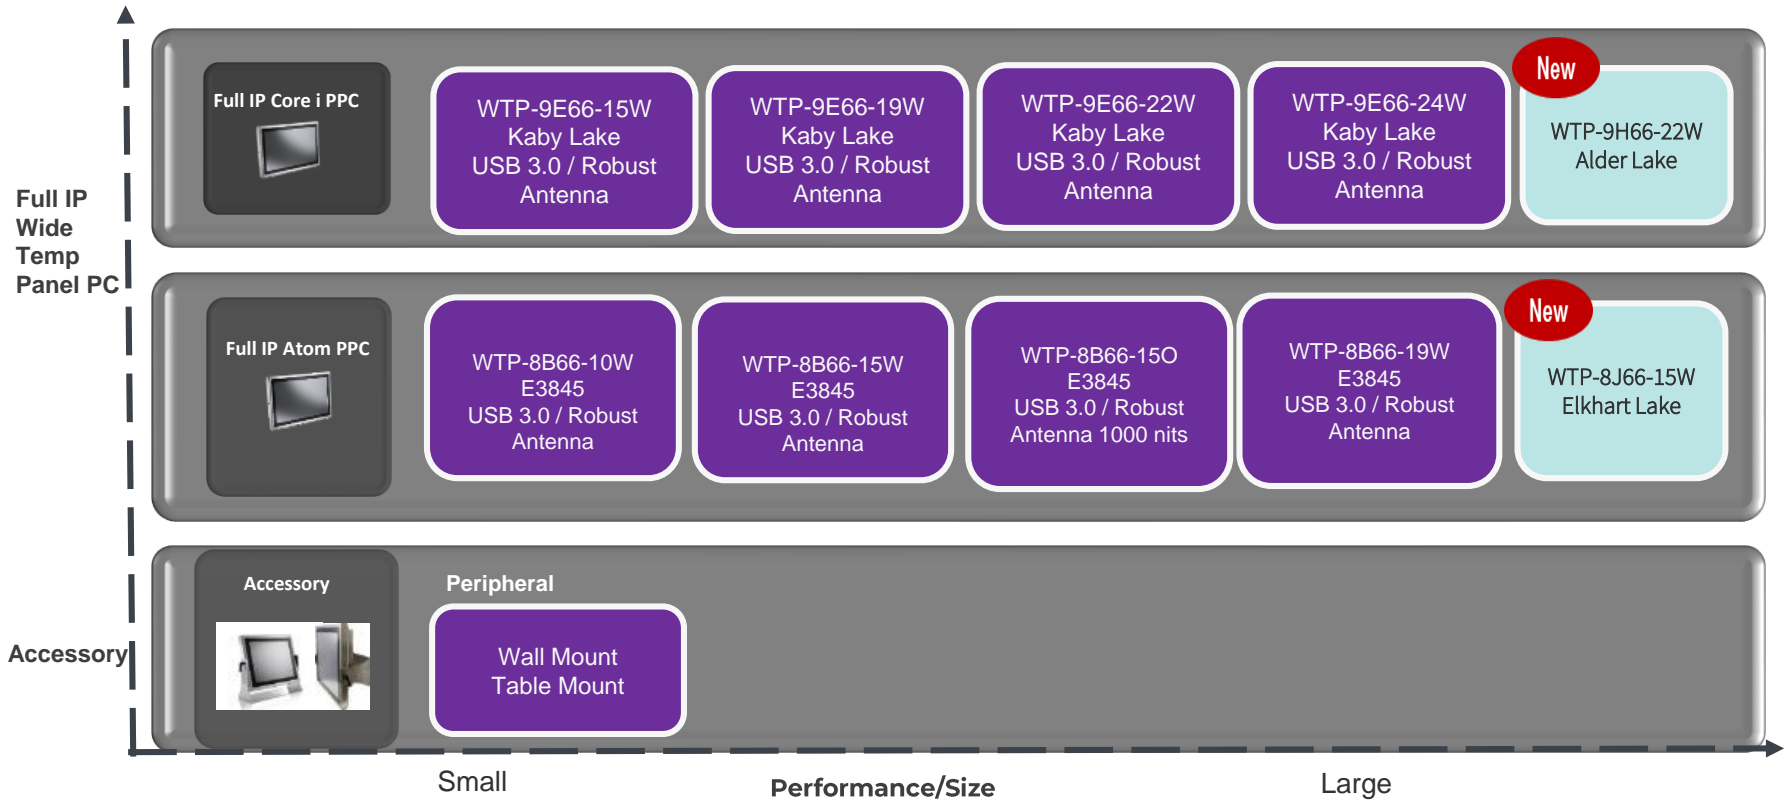 Full IP
Wide
Temp
Panel PC
Full IP Core i PPC
WTP-9E66-15W
Kaby Lake
USB 3.0 / Robust
Antenna
WTP-9E66-19W
Kaby Lake
USB 3.0 / Robust
Antenna
WTP-9E66-22W
Kaby Lake
USB 3.0 / Robust
Antenna
WTP-9E66-24W
Kaby Lake
USB 3.0 / Robust
Antenna
New
WTP-9H66-22W
Alder Lake
Full IP Atom PPC
WTP-8B66-10W
E3845
USB 3.0 / Robust
Antenna
WTP-8B66-15W
E3845
USB 3.0 / Robust
Antenna
WTP-8B66-15O
E3845
USB 3.0 / Robust
Antenna 1000 nits
WTP-8B66-19W
E3845
USB 3.0 / Robust
Antenna
New
WTP-8J66-15W
Elkhart Lake
Accessory
Accessory
Peripheral
Wall Mount
Table Mount
Small
Performance/Size
Large